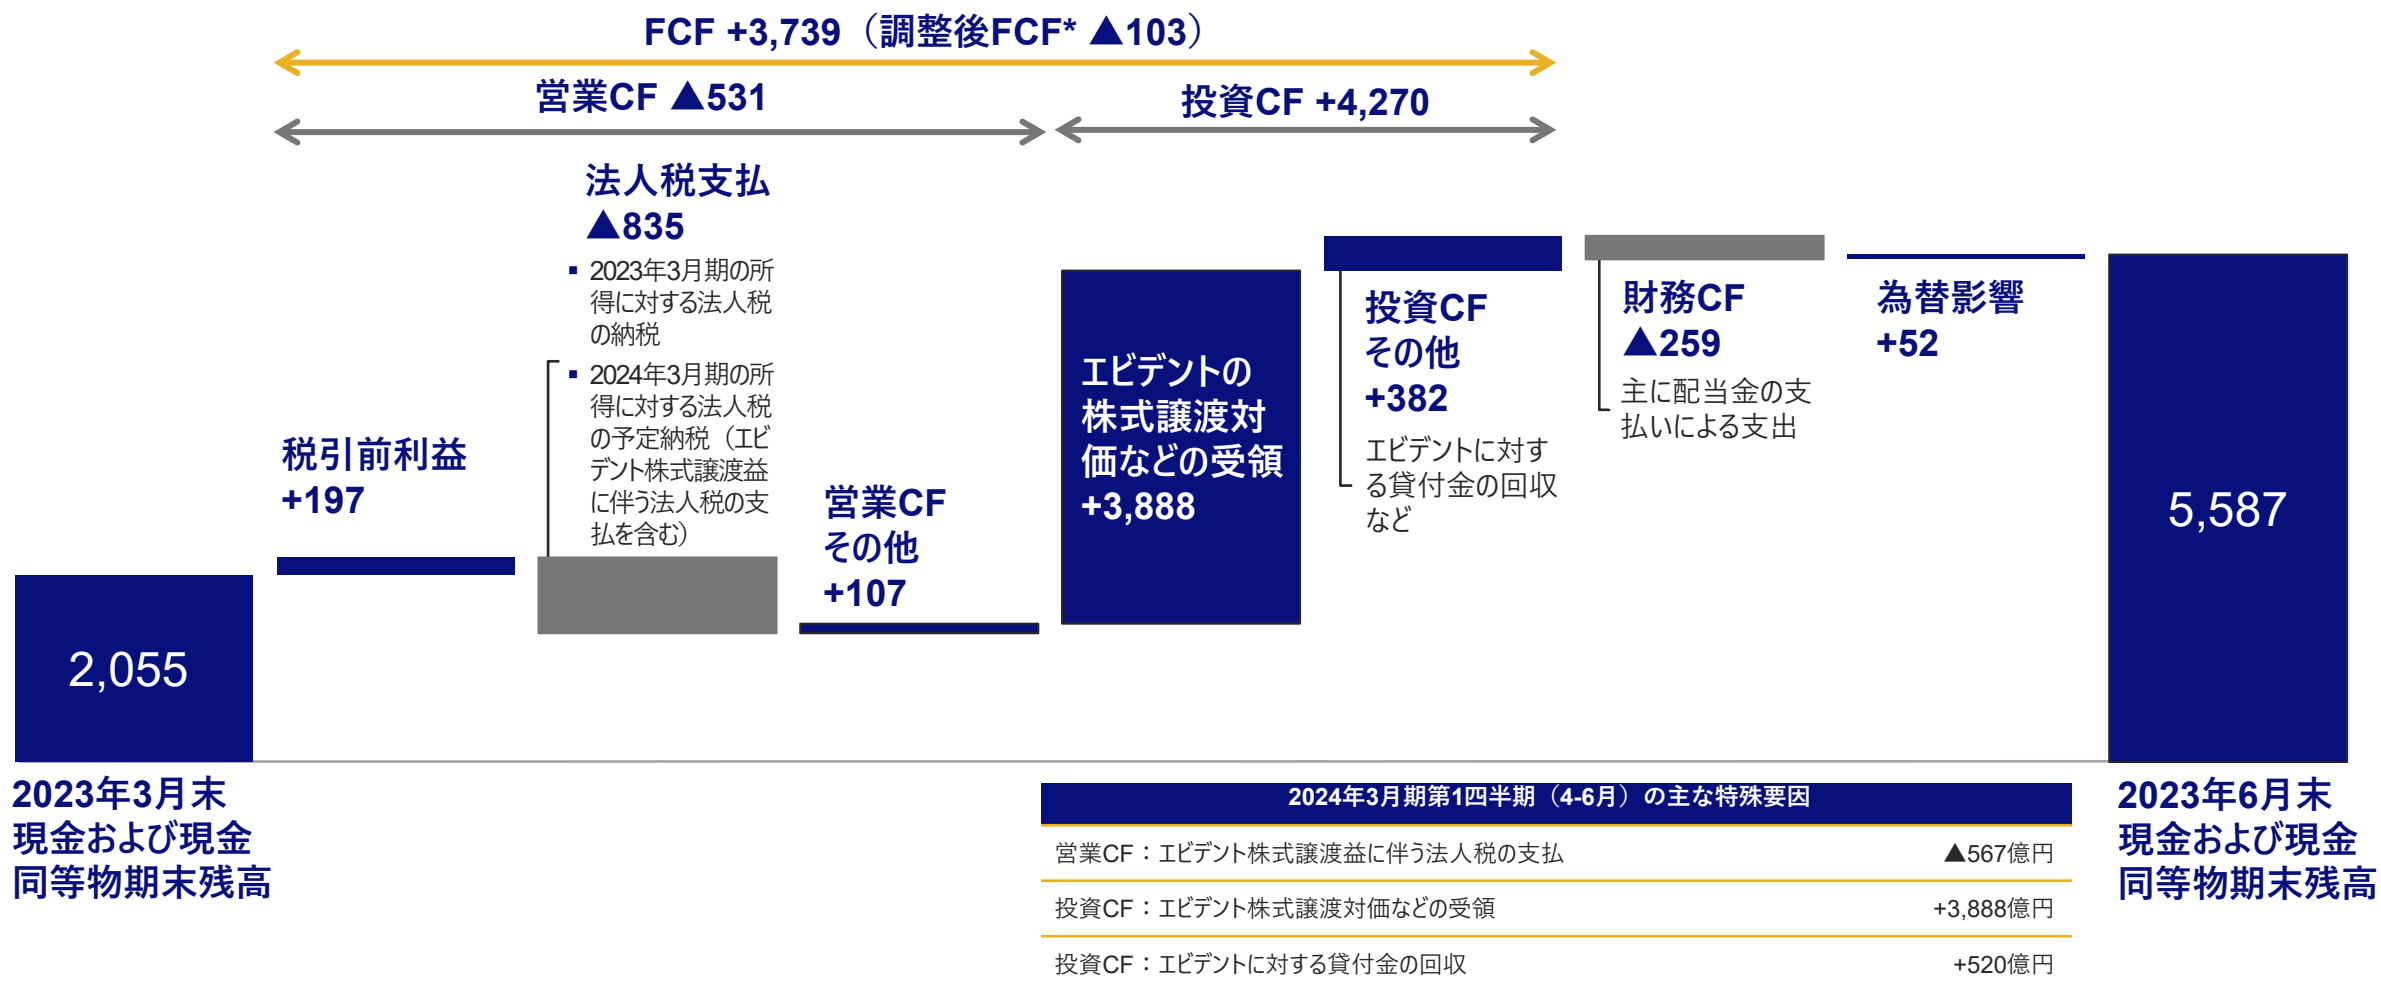 FCF +3,739（調整後FCF* ▲103）
営業CF ▲531
投資CF +4,270
2,055
2023年3月末
現金および現金
同等物期末残高
税引前利益
+197
法人税支払
▲835
▪ 2023年3月期の所
得に対する法人税
の納税
▪ 2024年3月期の所
得に対する法人税
の予定納税（エビ
デント株式譲渡益
に伴う法人税の支
払を含む）
営業CF
その他
+107
エビデントの
株式譲渡対
価などの受領
+3,888
投資CF
その他
+382
エビデントに対す
る貸付金の回収
など
財務CF
▲259
主に配当金の支
払いによる支出
為替影響
+52
5,587
2023年6月末
現金および現金
同等物期末残高
2024年3月期第1四半期（4-6月）の主な特殊要因
営業CF：エビデント株式譲渡益に伴う法人税の支払 ▲567億円
投資CF：エビデント株式譲渡対価などの受領 +3,888億円
投資CF：エビデントに対する貸付金の回収 +520億円